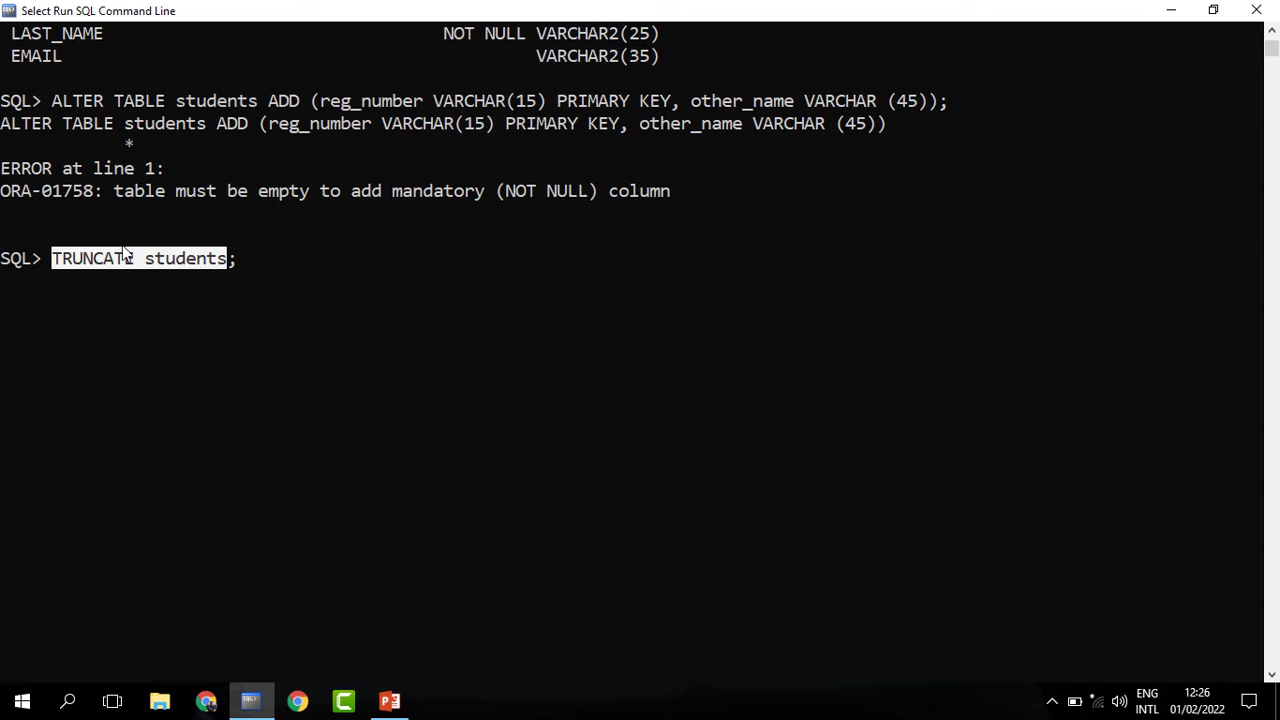 Select Run SQL Command Line
LAST_NAME NOT NULL VARCHAR2(25)
EMAIL VARCHAR2(35)
SQL> ALTER TABLE students ADD (reg_number VARCHAR(15) PRIMARY KEY, other_name VARCHAR (45));
ALTER TABLE students ADD (reg_number VARCHAR(15) PRIMARY KEY, other_name VARCHAR (45))
*
ERROR at line 1:
ORA-01758: table must be empty to add mandatory (NOT NULL) column
SQL> TRUNCATE students;
ENG
INTL
12:26
01/02/2022